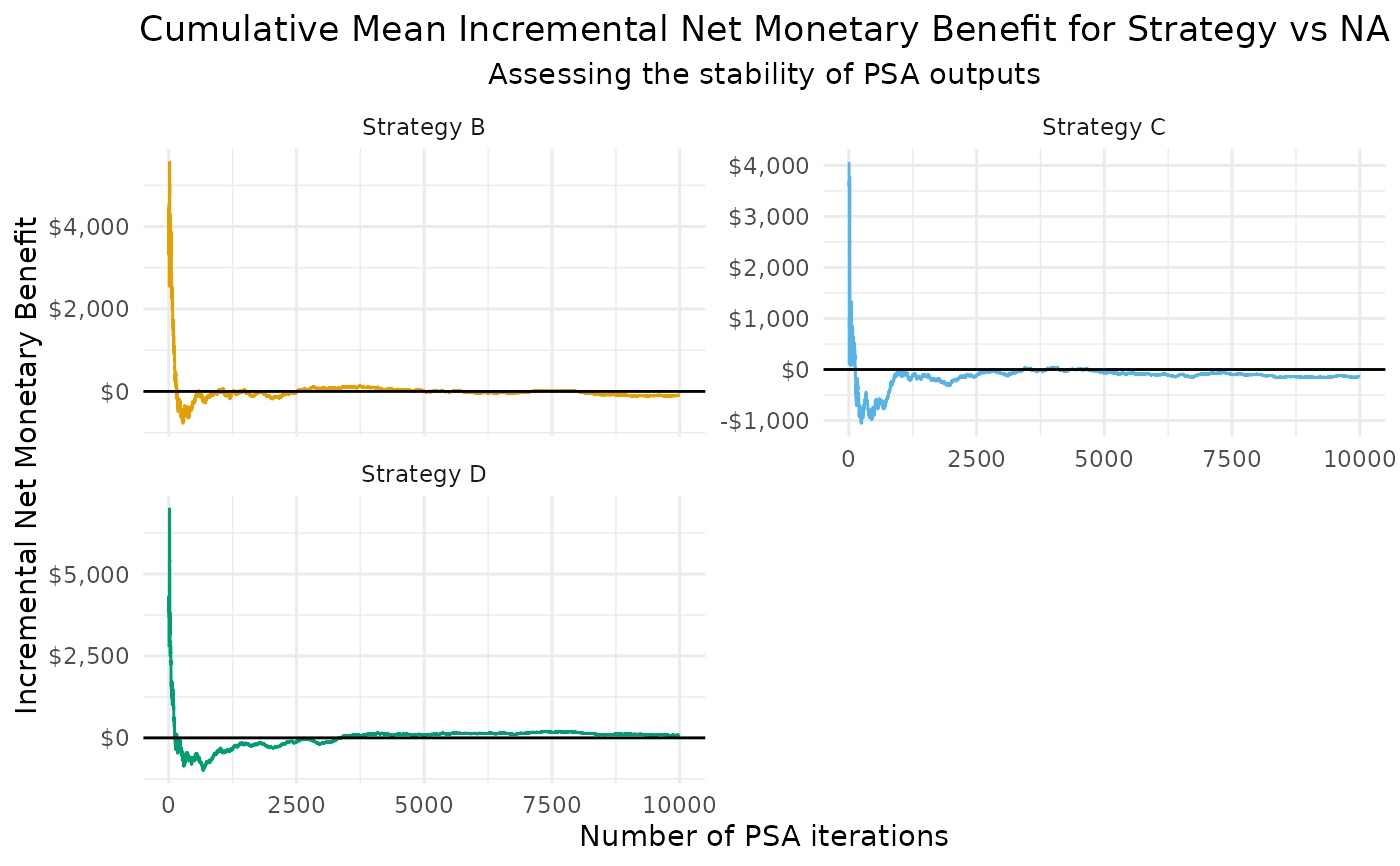 Cumulative Mean Incremental Net Monetary Benefit for Strategy vs NA
Assessing the stability of PSA outputs
Incremental Net Monetary Benefit
Strategy B
$4,000
$2,000
$0
Strategy C
$4,000
$3,000
$2,000
$1,000
$0
-$1,000
0 2500 5000 7500 10000
Strategy D
$5,000
$2,500
$0
0 2500 5000 7500 10000
Number of PSA iterations